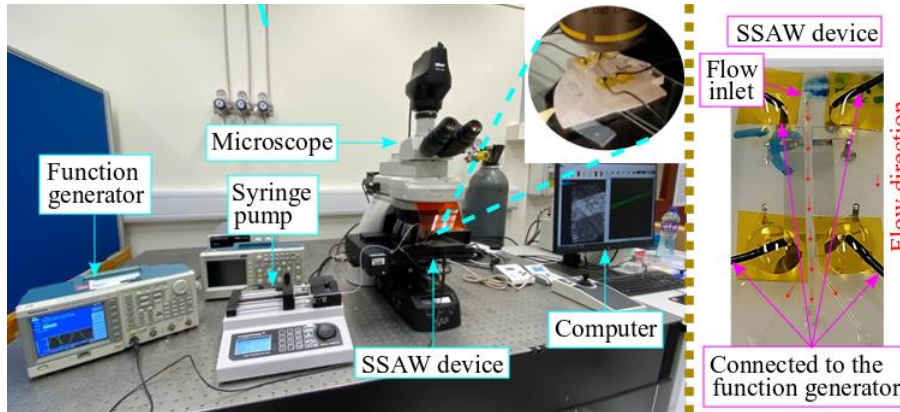 Microscope
Function
generator
Syringe
pump
SSAW device
Computer
SSAW device
Flow
inlet
Flow direction
Connected to the
function generator